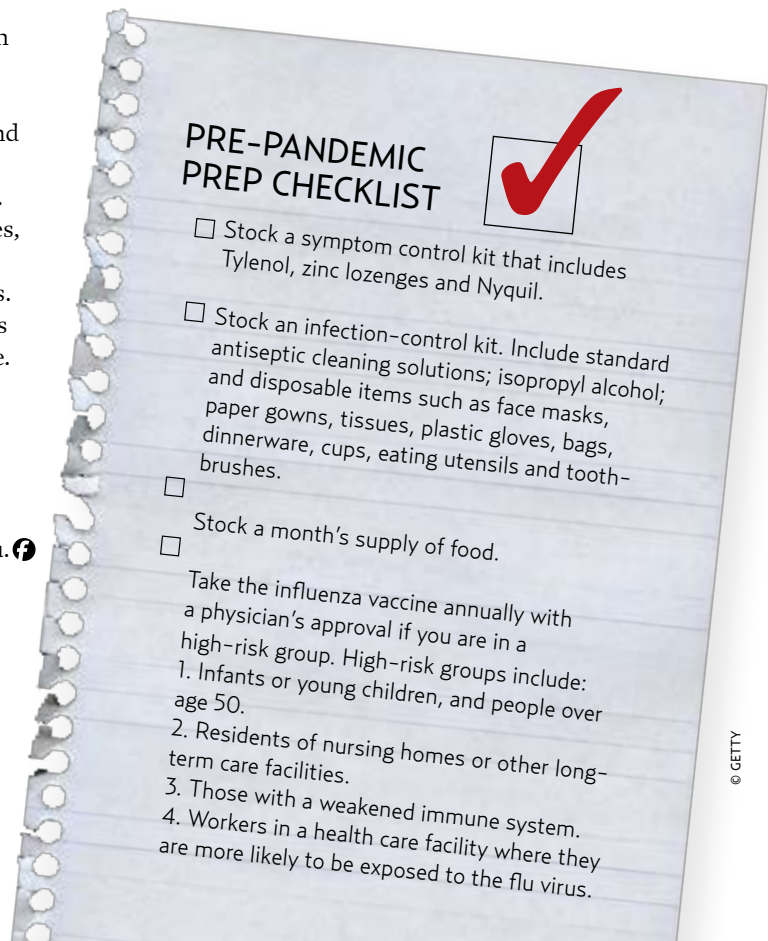 n
nd
.
es,
s.
s
e.
.
PRE-PANDEMIC
PREP CHECKLIST
Stock a symptom control kit that includes
Tylenol, zinc lozenges and Nyquil.
Stock an infection-control kit. Include standard
antiseptic cleaning solutions; isopropyl alcohol;
and disposable items such as face masks,
paper gowns, tissues, plastic gloves, bags,
dinnerware, cups, eating utensils and tooth-
brushes.
Stock a month's supply of food.
Take the influenza vaccine annually with
a physician's approval if you are in a
high-risk group. High-risk groups include:
1. Infants or young children, and people over
age 50.
2. Residents of nursing homes or other long-
term care facilities.
3. Those with a weakened immune system.
4. Workers in a health care facility where they
are more likely to be exposed to the flu virus.
© GETTY